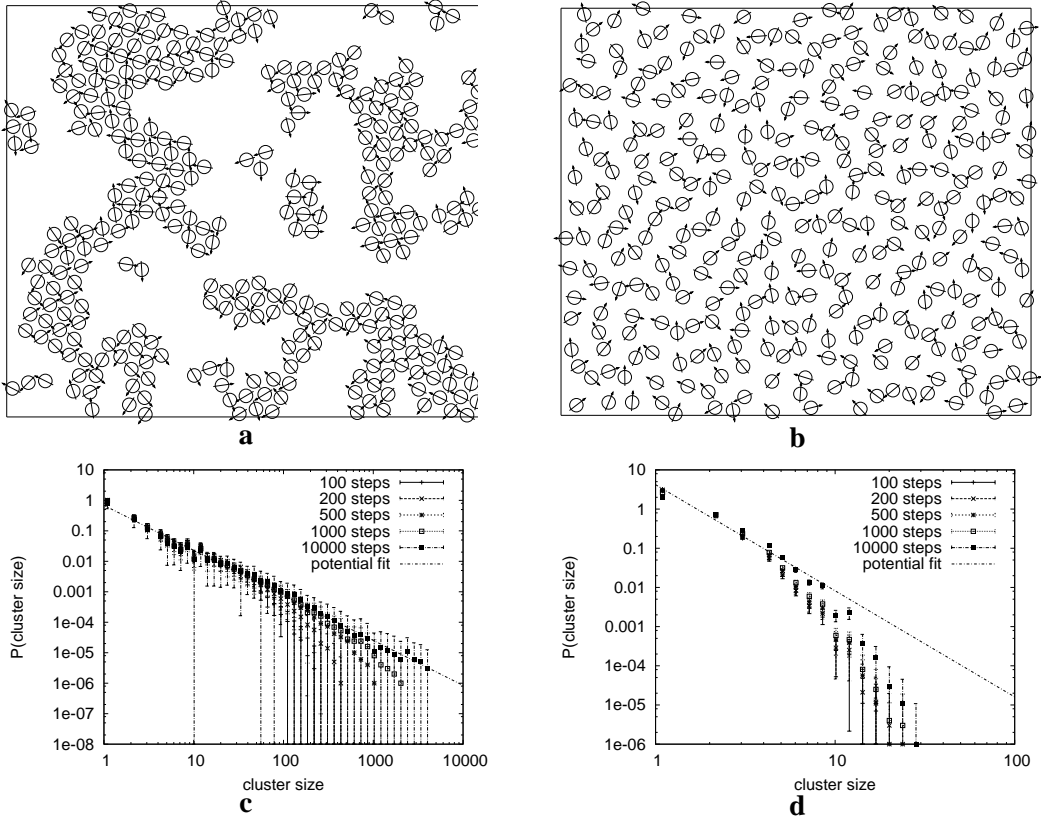 a
b
10
1
0.1
0.01
0.001
1e-04
1e-05
1e-06
1e-07
1e-08
P(cluster size)
100 steps
200 steps
500 steps
1000 steps
10000 steps
potential fit
1
10
100
1000
10000
cluster size
c
10
1
0.1
0.01
0.001
1e-04
1e-05
1e-06
P(cluster size)
100 steps
200 steps
500 steps
1000 steps
10000 steps
potential fit
1
10
100
cluster size
d